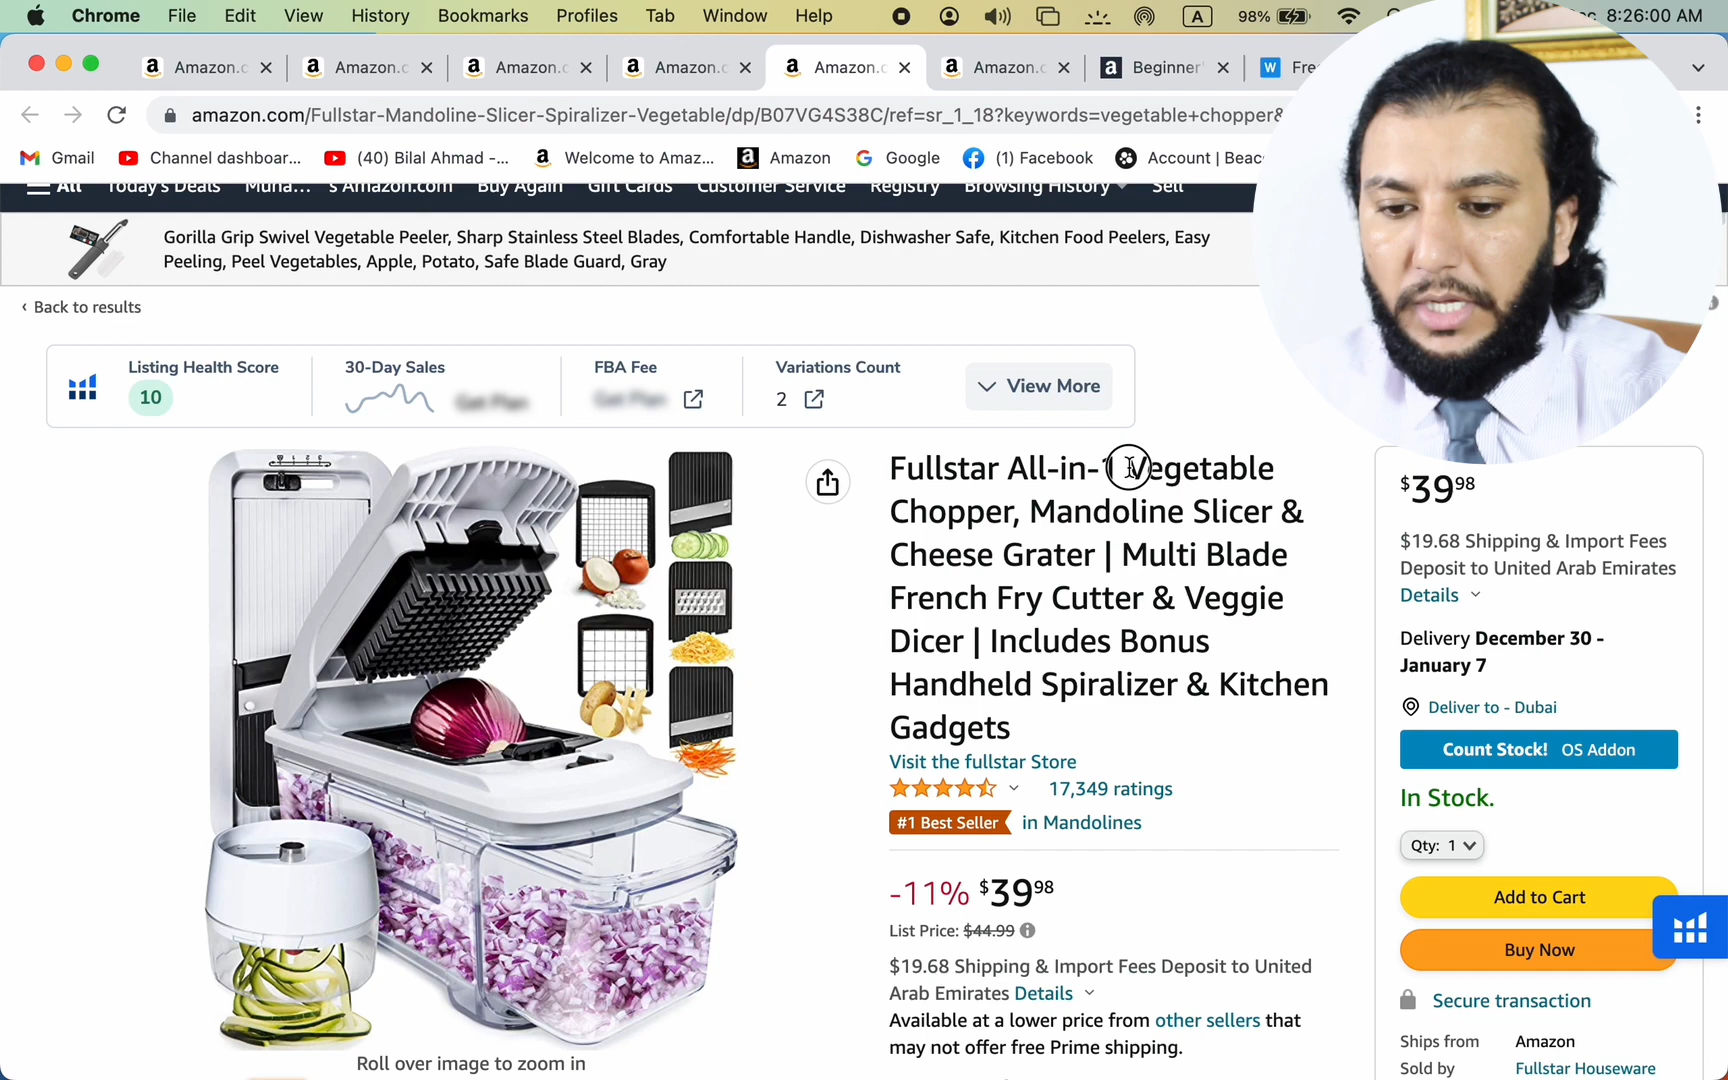 Chrome File Edit View History Bookmarks Profiles Tab Window Help A 98% 8:26:00 AM
Amazon.c Amazon.c Amazon.c Amazon.c Amazon.c Amazon.c Beginner' Fre
amazon.com/Fullstar-Mandoline-Slicer-Spiralizer-Vegetable/dp/B07VG4S38C/ref=sr_1_18?keywords=vegetable+chopper&
Gmail Channel dashboar... (40) Bilal Ahmad -... Welcome to Amaz... Amazon Google (1) Facebook Account | Beac
All Today's Deals Muha... 's Amazon.com Buy Again Gift Cards Customer Service Registry Browsing History Sell
Gorilla Grip Swivel Vegetable Peeler, Sharp Stainless Steel Blades, Comfortable Handle, Dishwasher Safe, Kitchen Food Peelers, Easy
Peeling, Peel Vegetables, Apple, Potato, Safe Blade Guard, Gray
‹ Back to results
Listing Health Score 30-Day Sales FBA Fee Variations Count
10 2 View More
Fullstar All-in-1 Vegetable
Chopper, Mandoline Slicer &
Cheese Grater | Multi Blade
French Fry Cutter & Veggie
Dicer | Includes Bonus
Handheld Spiralizer & Kitchen
Gadgets
Visit the fullstar Store
17,349 ratings
#1 Best Seller in Mandolines
-11% $39 98
List Price: $44.99
$19.68 Shipping & Import Fees Deposit to United
Arab Emirates Details
Available at a lower price from other sellers that
may not offer free Prime shipping.
Roll over image to zoom in
$39 98
$19.68 Shipping & Import Fees
Deposit to United Arab Emirates
Details
Delivery December 30 -
January 7
Deliver to - Dubai
Count Stock! OS Addon
In Stock.
Qty: 1
Add to Cart
Buy Now
Secure transaction
Ships from Amazon
Sold by Fullstar Houseware